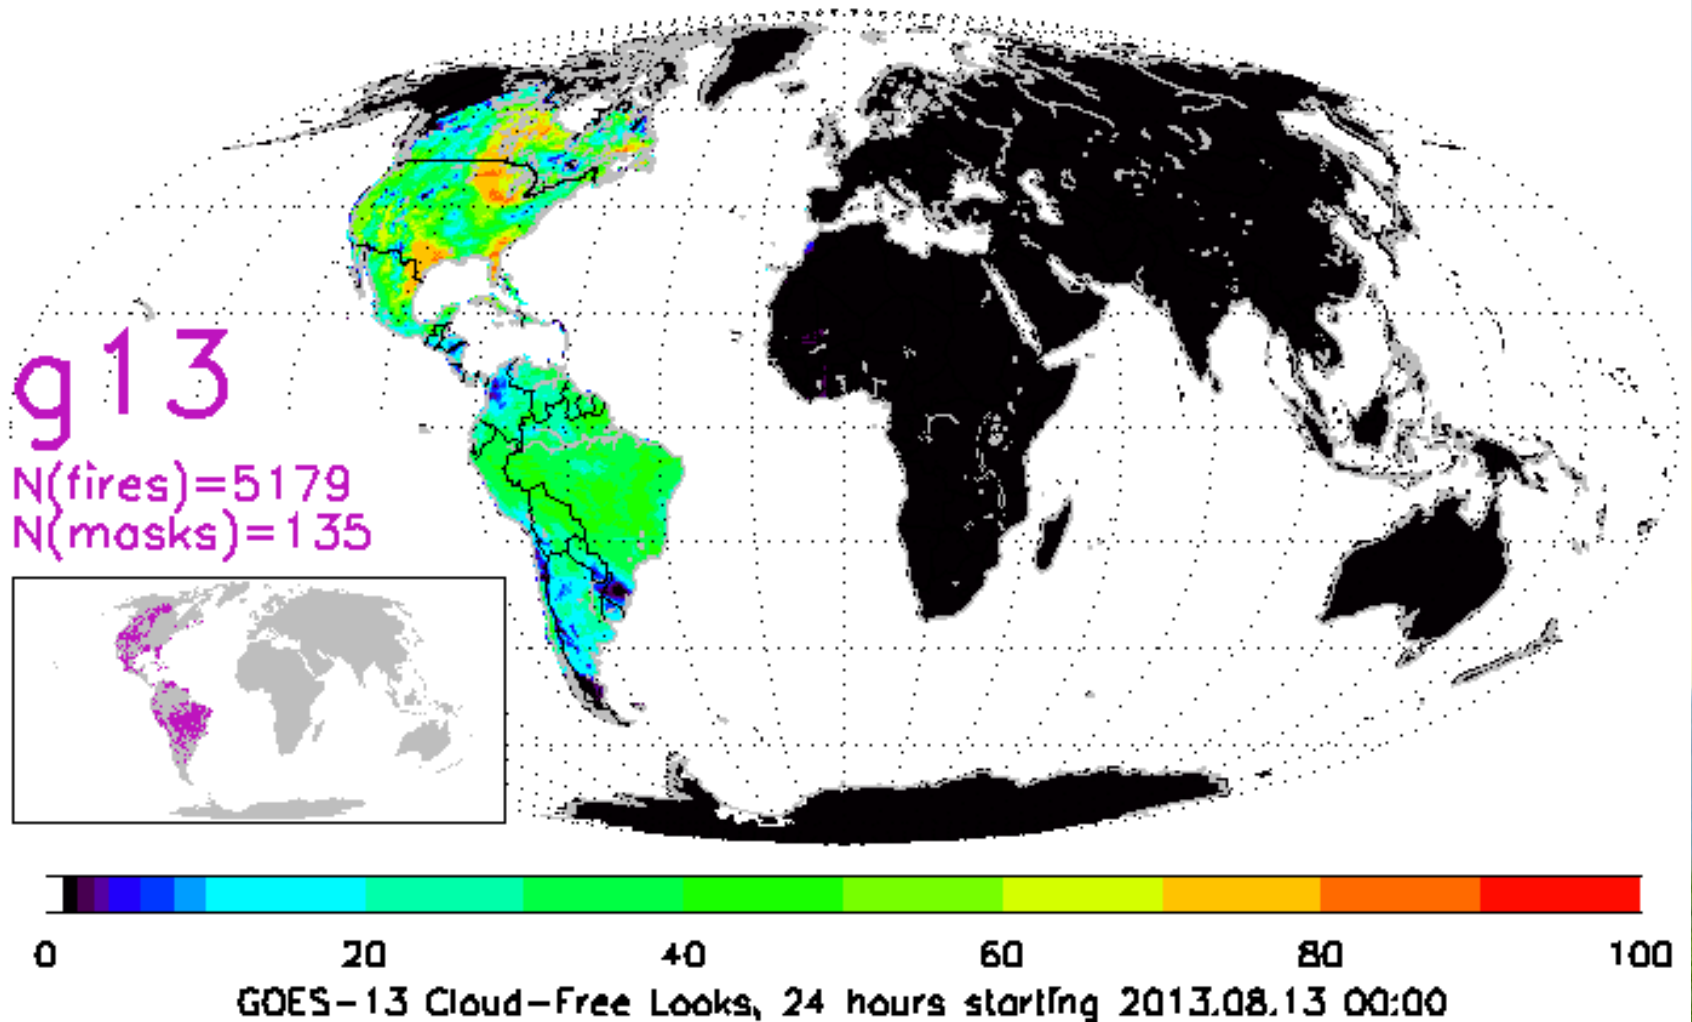 g13
N(fires)=5179
N(masks)=135
0 20 40 60 80 100
GOES-13 Cloud-Free Looks, 24 hours starting 2013.08.13 00:00